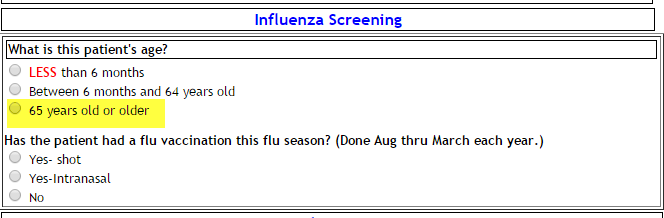 Influenza Screening
What is this patient's age?
LESS than 6 months
Between 6 months and 64 years old
65 years old or older
Has the patient had a flu vaccination this flu season? (Done Aug thru March each year.)
Yes- shot
Yes-Intranasal
No